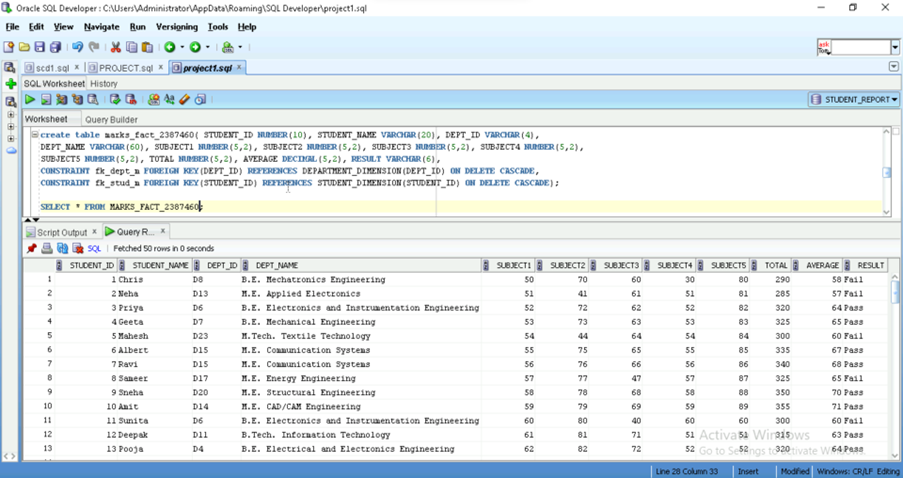 Oracle SQL Developer : C:\Users\Administrator\AppData\Roaming\SQL Developer\project1.sql
File Edit View Navigate Run Versioning Tools Help
ask Tom
scd1.sql PROJECT.sql project1.sql
SQL Worksheet History
STUDENT_REPORT
Worksheet Query Builder
create table marks_fact_2387460( STUDENT_ID NUMBER(10), STUDENT_NAME VARCHAR(20), DEPT_ID VARCHAR(4),
DEPT_NAME VARCHAR(60), SUBJECT1 NUMBER(5,2), SUBJECT2 NUMBER(5,2), SUBJECT3 NUMBER(5,2), SUBJECT4 NUMBER(5,2),
SUBJECT5 NUMBER(5,2), TOTAL NUMBER(5,2), AVERAGE DECIMAL(5,2), RESULT VARCHAR(6),
CONSTRAINT fk_dept_m FOREIGN KEY(DEPT_ID) REFERENCES DEPARTMENT_DIMENSION(DEPT_ID) ON DELETE CASCADE,
CONSTRAINT fk_stud_m FOREIGN KEY(STUDENT_ID) REFERENCES STUDENT_DIMENSION(STUDENT_ID) ON DELETE CASCADE);
SELECT * FROM MARKS_FACT_2387460;
Script Output Query R...
SQL Fetched 50 rows in 0 seconds
STUDENT_ID STUDENT_NAME DEPT_ID DEPT_NAME SUBJECT1 SUBJECT2 SUBJECT3 SUBJECT4 SUBJECT5 TOTAL AVERAGE RESULT
1 1 Chris D8 B.E. Mechatronics Engineering 50 70 60 30 80 290 58 Fail
2 2 Neha D13 M.E. Applied Electronics 51 41 61 51 81 285 57 Fail
3 3 Priya D6 B.E. Electronics and Instrumentation Engineering 52 72 62 52 82 320 64 Pass
4 4 Geeta D7 B.E. Mechanical Engineering 53 73 63 53 83 325 65 Pass
5 5 Mahesh D23 M.Tech. Textile Technology 54 44 64 54 84 300 60 Fail
6 6 Albert D15 M.E. Communication Systems 55 75 65 55 85 335 67 Pass
7 7 Ravi D15 M.E. Communication Systems 56 76 66 56 86 340 68 Pass
8 8 Sameer D17 M.E. Energy Engineering 57 77 47 57 87 325 65 Fail
9 9 Sneha D20 M.E. Structural Engineering 58 78 68 58 88 350 70 Pass
10 10 Amit D14 M.E. CAD/CAM Engineering 59 79 69 59 89 355 71 Pass
11 11 Sunita D6 B.E. Electronics and Instrumentation Engineering 60 80 40 60 60 300 60 Fail
12 12 Deepak D11 B.Tech. Information Technology 61 81 71 51 51 315 63 Pass
13 13 Pooja D4 B.E. Electrical and Electronics Engineering 62 82 72 52 52 320 64 Pass
Activate Windows
Go to Settings to activate Windows.
Line 28 Column 33 Insert Modified Windows: CR/LF Editing